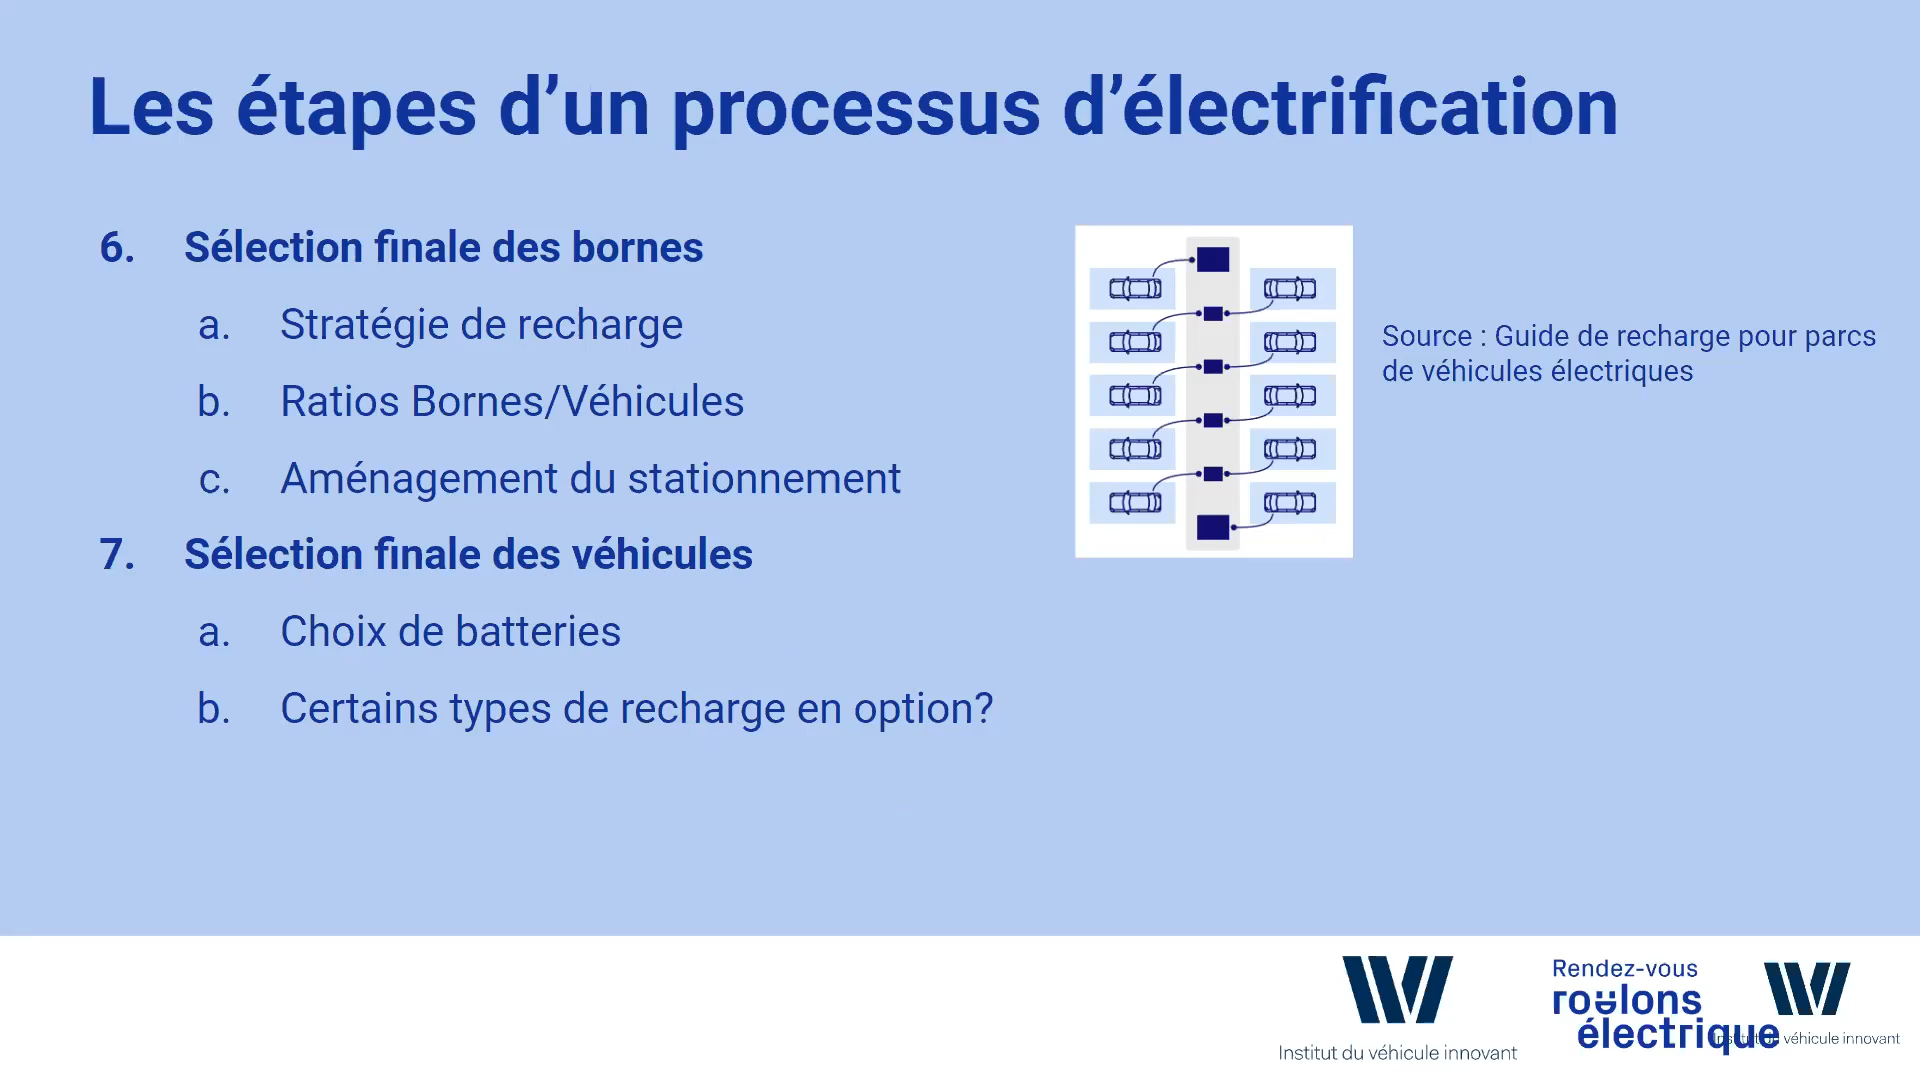 Les étapes d’un processus d’électrification
6. Sélection finale des bornes
a. Stratégie de recharge
b. Ratios Bornes/Véhicules
c. Aménagement du stationnement
7. Sélection finale des véhicules
a. Choix de batteries
b. Certains types de recharge en option?
Source : Guide de recharge pour parcs
de véhicules électriques
Institut du véhicule innovant
Rendez-vous
roulons
électrique
véhicule innovant